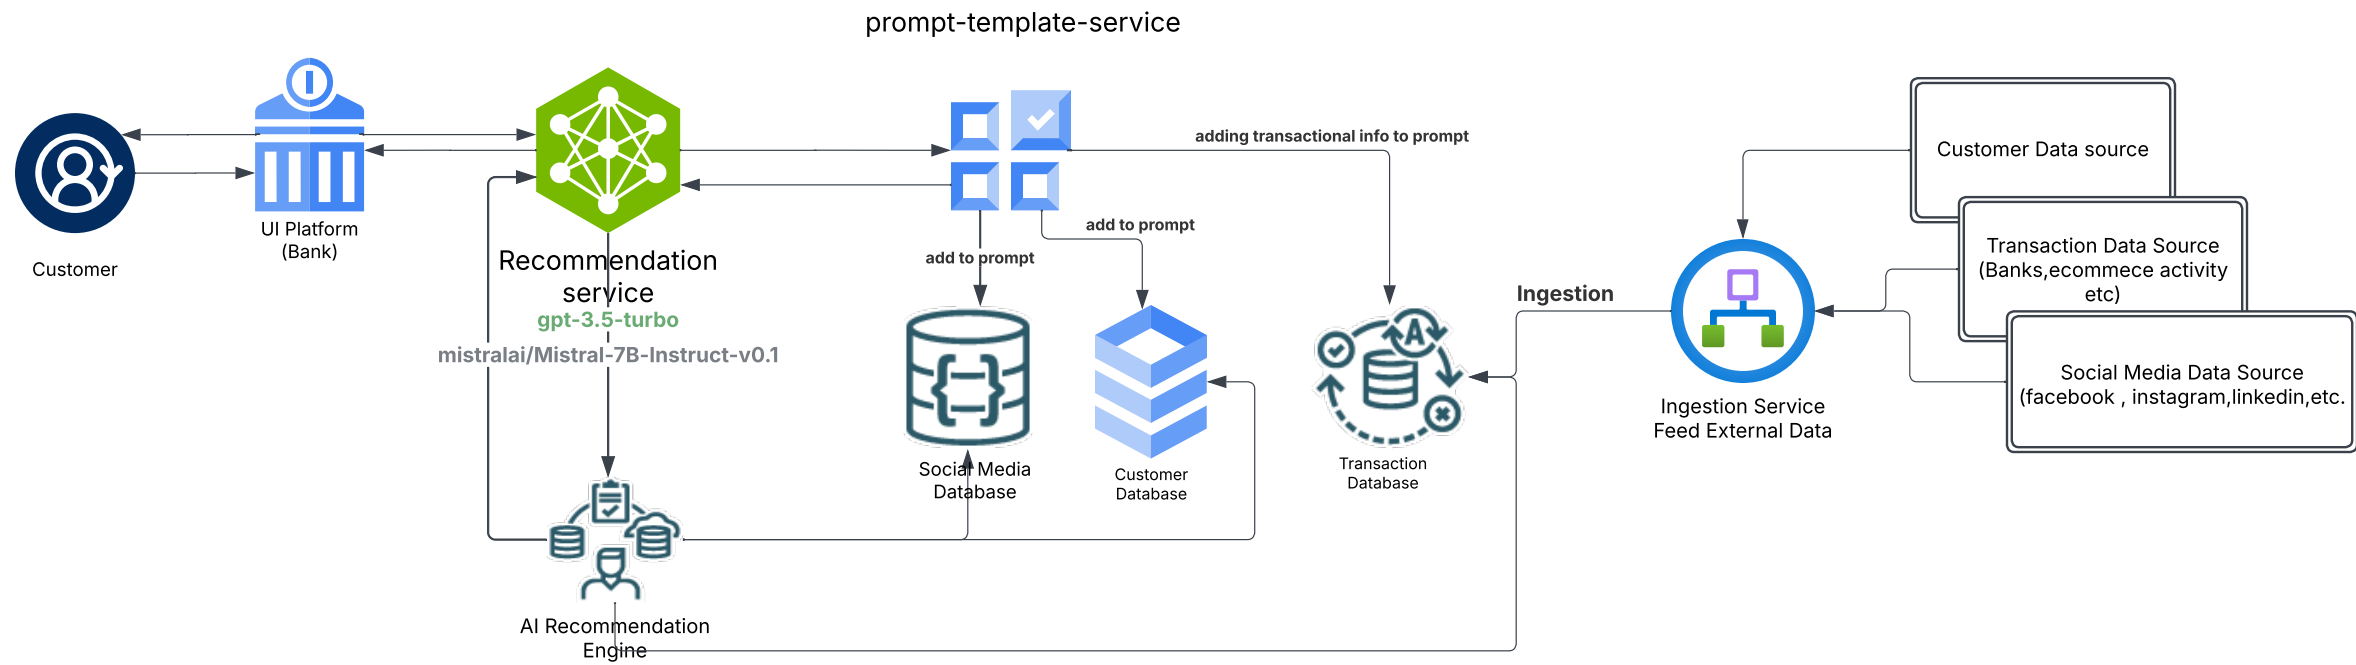 prompt-template-service
adding transactional info to prompt
Customer Data source
UI Platform
(Bank)
Customer
Recommendation
service
gpt-3.5-turbo
mistralai/Mistral-7B-Instruct-v0.1
add to prompt
add to prompt
Transaction Data Source
(Banks,ecommece activity
etc)
Ingestion
Social Media Data Source
(facebook , instagram,linkedin,etc.
Ingestion Service
Feed External Data
A
Social Media
Database
Customer
Database
Transaction
Database
AI Recommendation
Engine